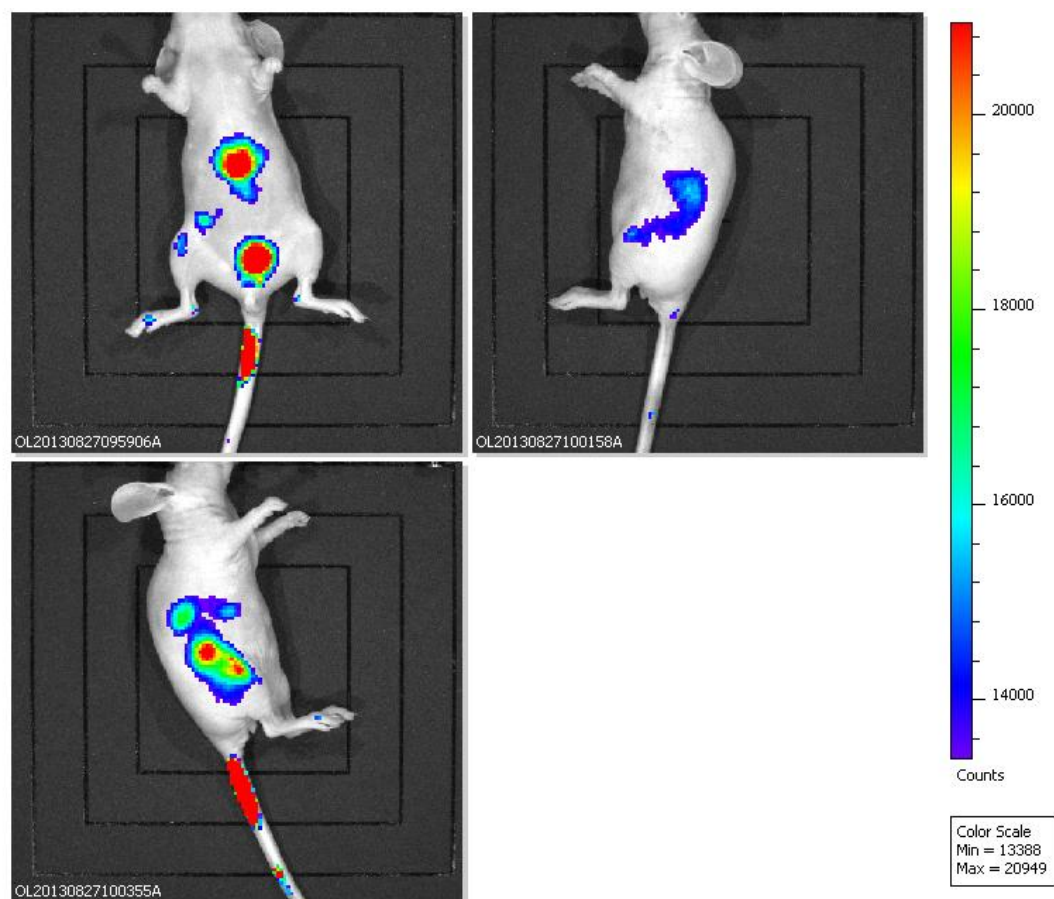 OL20130827095906A
OL20130827100158A
OL20130827100355A
20000
18000
16000
14000
Counts
Color Scale
Min = 13388
Max = 20949